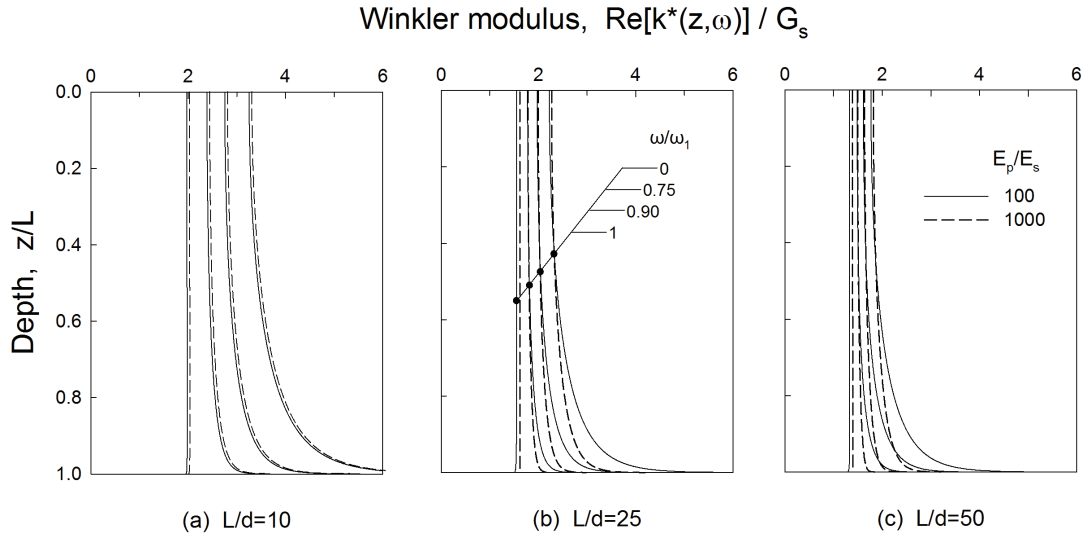 Winkler modulus, Re[k*(z,ω)] / Gs
0 2 4 6
0 2 4 6
0 2 4 6
0.0
0.2
0.4
0.6
0.8
1.0
Depth, z/L
ω/ω1
0
0.75
0.90
1
Ep/Es
100
1000
(a) L/d=10
(b) L/d=25
(c) L/d=50